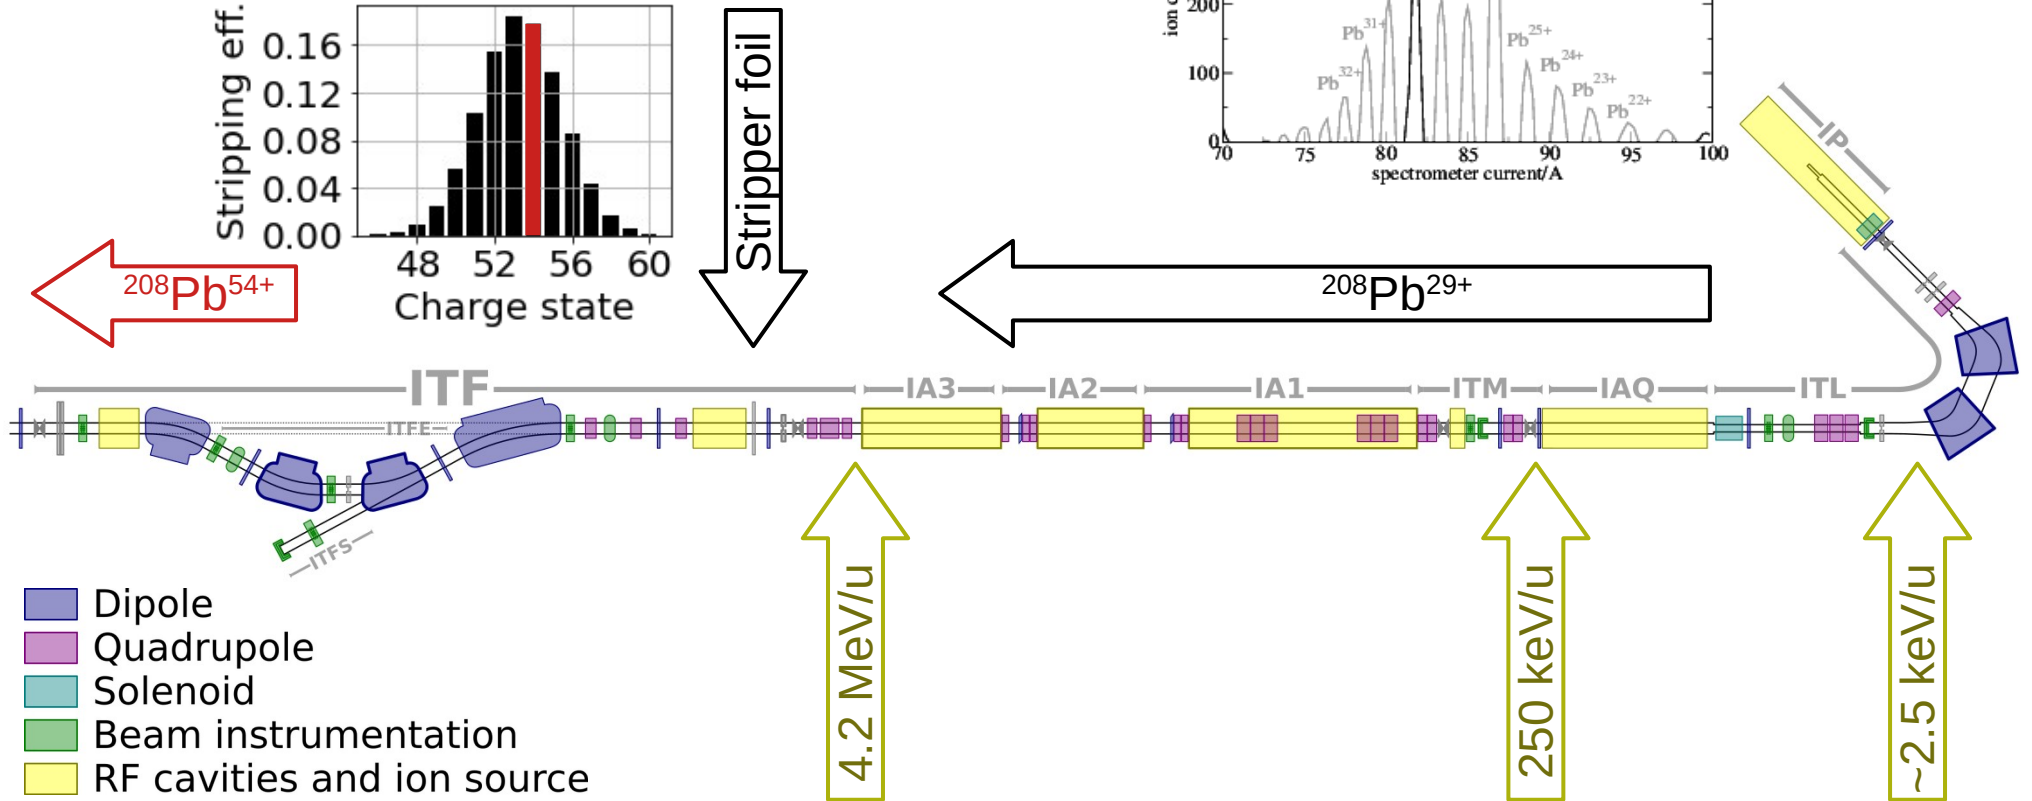 Stripping eff.
0.16
0.12
0.08
0.04
0.00
48 52 56 60
Charge state
Stripper foil
ion c
200
100
0
Pb31+
Pb32+
Pb25+
Pb24+
Pb23+
Pb22+
70 75 80 85 90 95 100
spectrometer current/A
IP
208Pb54+
208Pb29+
ITF
IA3
IA2
IA1
ITM
IAQ
ITL
ITFE
ITFS
4.2 MeV/u
250 keV/u
~2.5 keV/u
Dipole
Quadrupole
Solenoid
Beam instrumentation
RF cavities and ion source